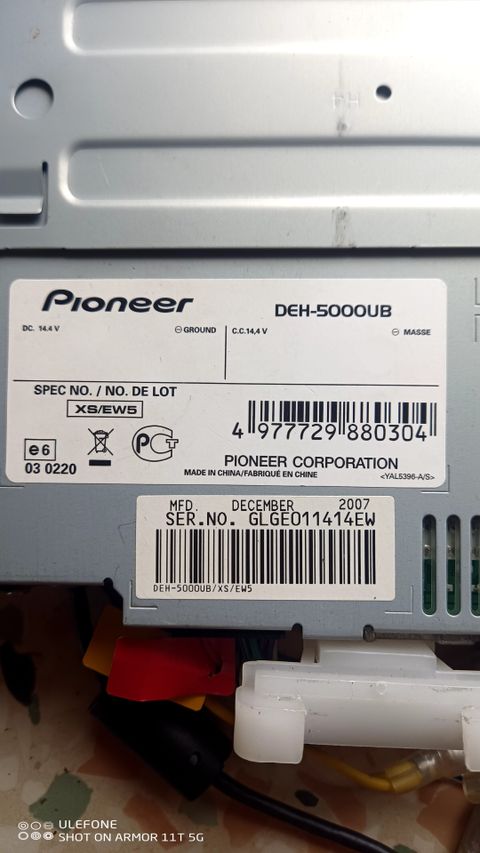 PH
Pioneer
DEH-5000UB
DC. 14.4 V
⊖ GROUND
C.C.14,4 V
⊖ MASSE
SPEC NO. / NO. DE LOT
XS/EW5
e6
03 0220
PCT
4 977729 880304
PIONEER CORPORATION
MADE IN CHINA/FABRIQUÉ EN CHINE
<YAL5396-A/S>
MFD. DECEMBER 2007
SER.NO. GLGE011414EW
DEH-5000UB/XS/EW5
ULEFONE
SHOT ON ARMOR 11T 5G